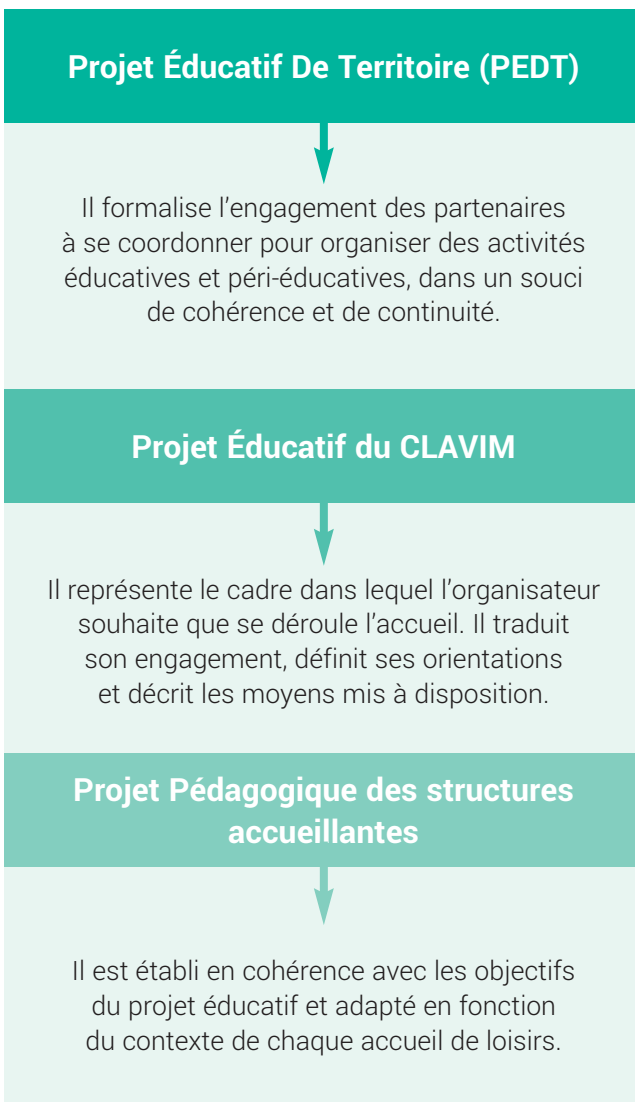 Projet Éducatif De Territoire (PEDT)
Il formalise l’engagement des partenaires
à se coordonner pour organiser des activités
éducatives et péri-éducatives, dans un souci
de cohérence et de continuité.
Projet Éducatif du CLAVIM
Il représente le cadre dans lequel l’organisateur
souhaite que se déroule l’accueil. Il traduit
son engagement, définit ses orientations
et décrit les moyens mis à disposition.
Projet Pédagogique des structures
accueillantes
Il est établi en cohérence avec les objectifs
du projet éducatif et adapté en fonction
du contexte de chaque accueil de loisirs.